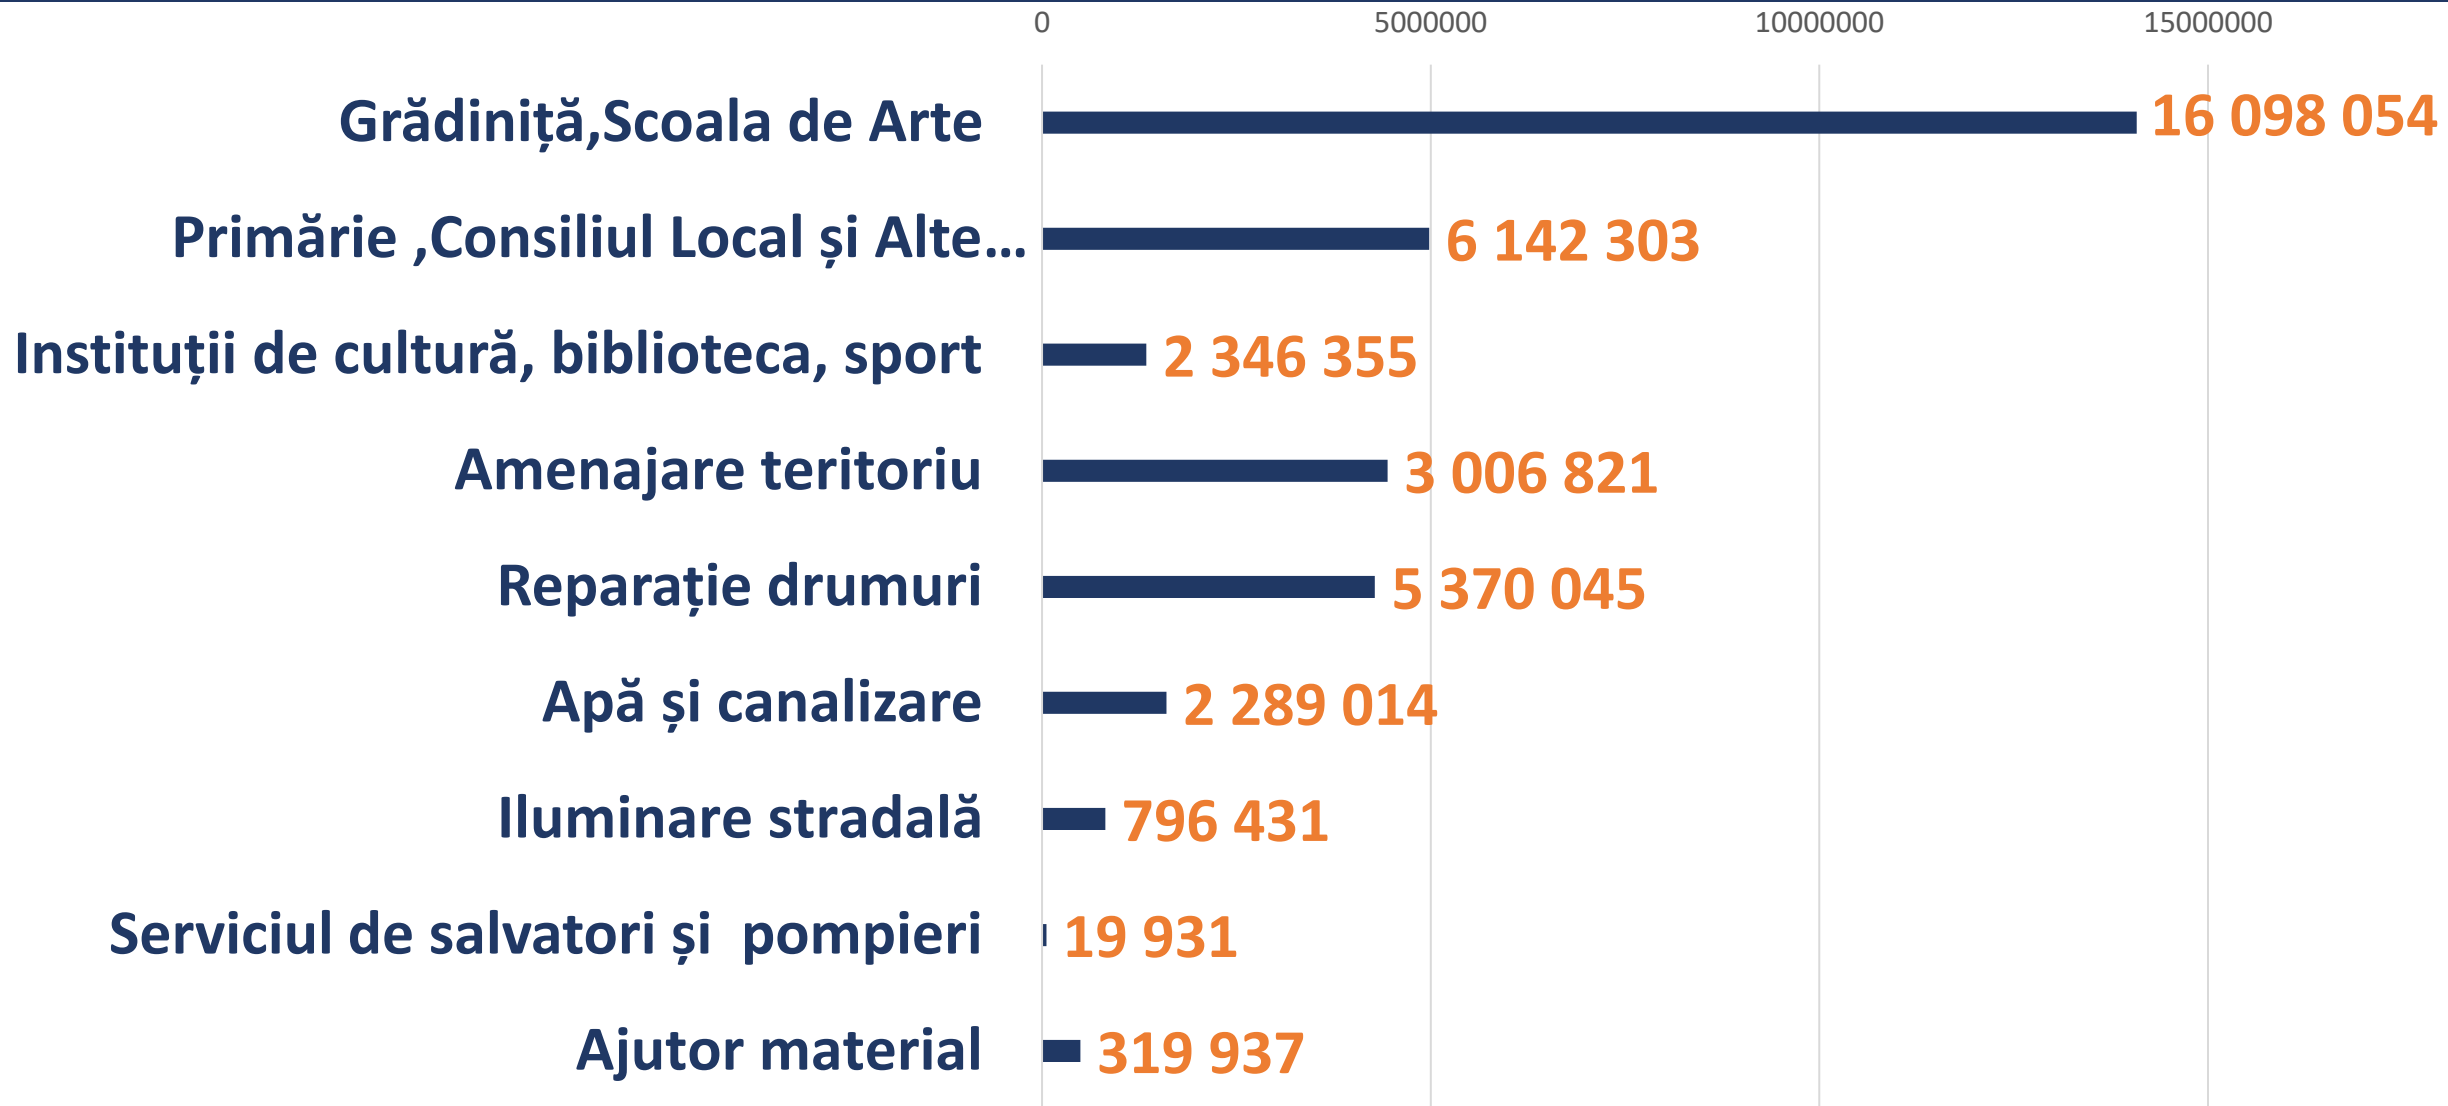 0 5000000 10000000 15000000
Grădiniță,Scoala de Arte 16 098 054
Primărie ,Consiliul Local și Alte... 6 142 303
Instituții de cultură, biblioteca, sport 2 346 355
Amenajare teritoriu 3 006 821
Reparație drumuri 5 370 045
Apă și canalizare 2 289 014
Iluminare stradală 796 431
Serviciul de salvatori și  pompieri 19 931
Ajutor material 319 937